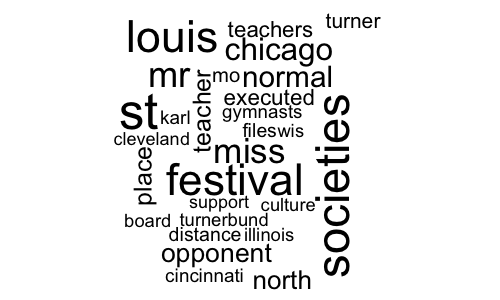 turner
louis
teachers
chicago
mr
mo
normal
teacher
executed
st
karl
gymnasts
fileswis
cleveland
miss
societies
place
festival
support
culture
board
turnerbund
distance
illinois
opponent
cincinnati
north